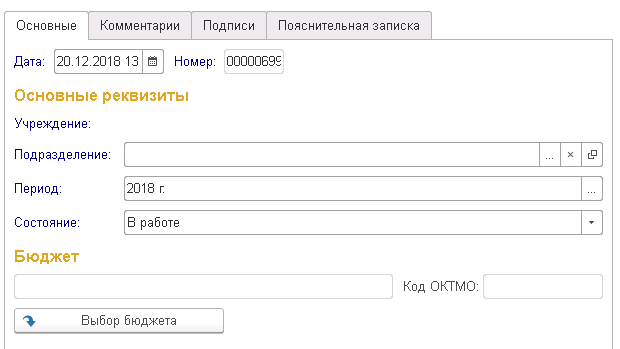 Основные Комментарии Подписи Пояснительная записка
Дата: 20.12.2018 13 Номер: 00000699
Основные реквизиты
Учреждение:
Подразделение: ... ×
Период: 2018 г. ...
Состояние: В работе
Бюджет
Код ОКТМО:
Выбор бюджета